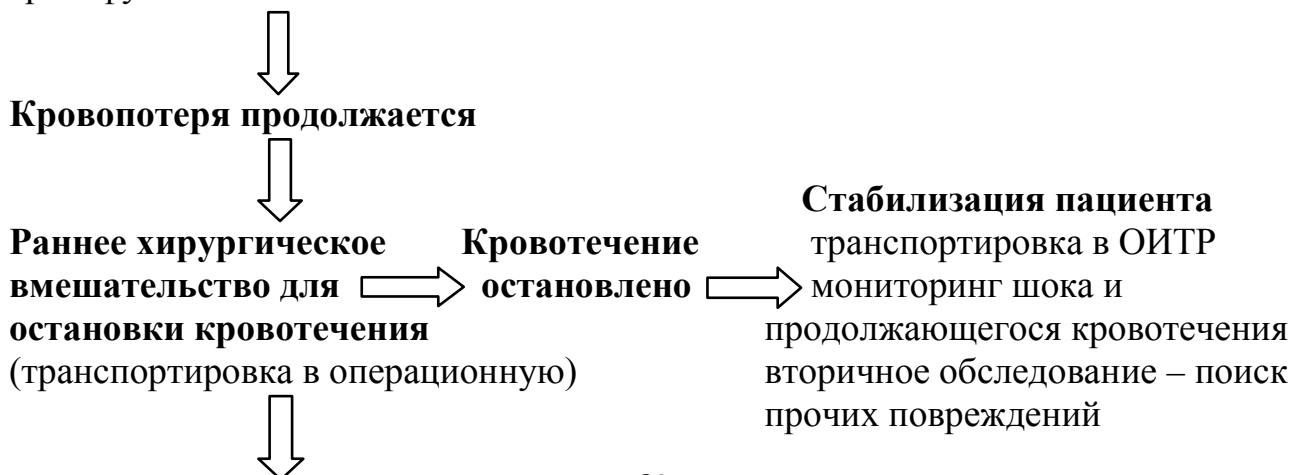 Кровопотеря продолжается
Раннее хирургическое
вмешательство для
остановки кровотечения
(транспортировка в операционную)
Кровотечение
остановлено
Стабилизация пациента
транспортировка в ОИТР
мониторинг шока и
продолжающегося кровотечения
вторичное обследование – поиск
прочих повреждений